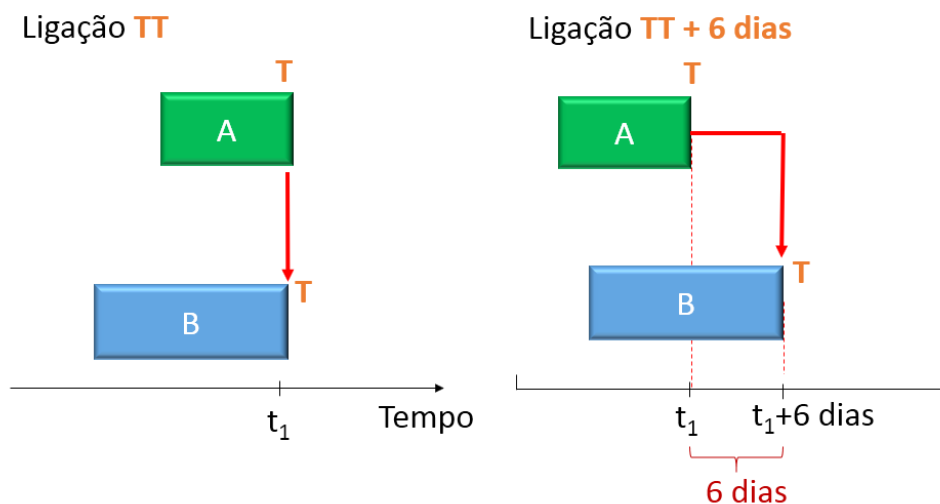 Ligação TT
T
A
T
B
t₁
Tempo
Ligação TT + 6 dias
T
A
T
B
t₁
t₁+6 dias
6 dias